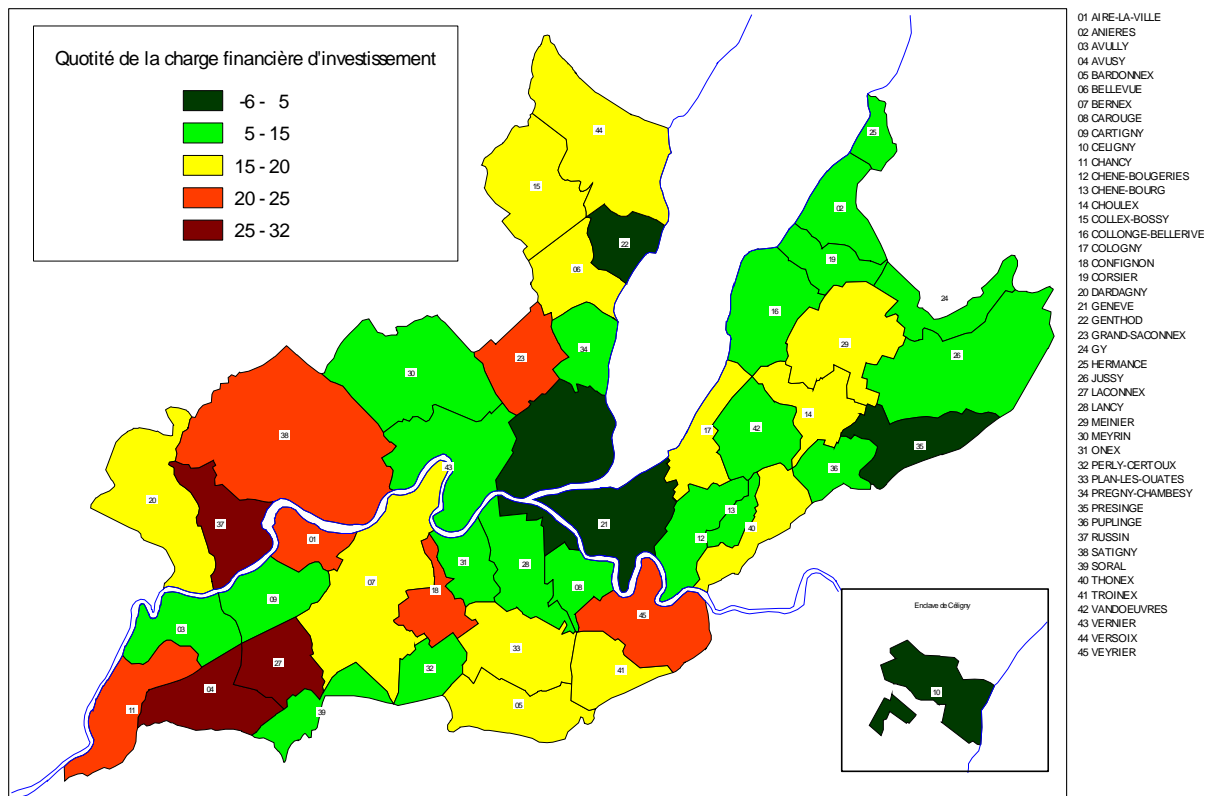 Quotité de la charge financière d'investissement
-6 - 5
5 - 15
15 - 20
20 - 25
25 - 32
44
25
15
02
22
19
06
24
16
29
34
26
23
30
14
17
42
38
35
36
43
20
37
21
13
40
01
12
31
28
07
08
18
09
45
03
33
27
32
41
04
05
11
39
Enclave de Céligny
10
01 AIRE-LA-VILLE
02 ANIERES
03 AVULLY
04 AVUSY
05 BARDONNEX
06 BELLEVUE
07 BERNEX
08 CAROUGE
09 CARTIGNY
10 CELIGNY
11 CHANCY
12 CHENE-BOUGERIES
13 CHENE-BOURG
14 CHOULEX
15 COLLEX-BOSSY
16 COLLONGE-BELLERIVE
17 COLOGNY
18 CONFIGNON
19 CORSIER
20 DARDAGNY
21 GENEVE
22 GENTHOD
23 GRAND-SACONNEX
24 GY
25 HERMANCE
26 JUSSY
27 LACONNEX
28 LANCY
29 MEINIER
30 MEYRIN
31 ONEX
32 PERLY-CERTOUX
33 PLAN-LES-OUATES
34 PREGNY-CHAMBESY
35 PRESINGE
36 PUPLINGE
37 RUSSIN
38 SATIGNY
39 SORAL
40 THONEX
41 TROINEX
42 VANDOEUVRES
43 VERNIER
44 VERSOIX
45 VEYRIER